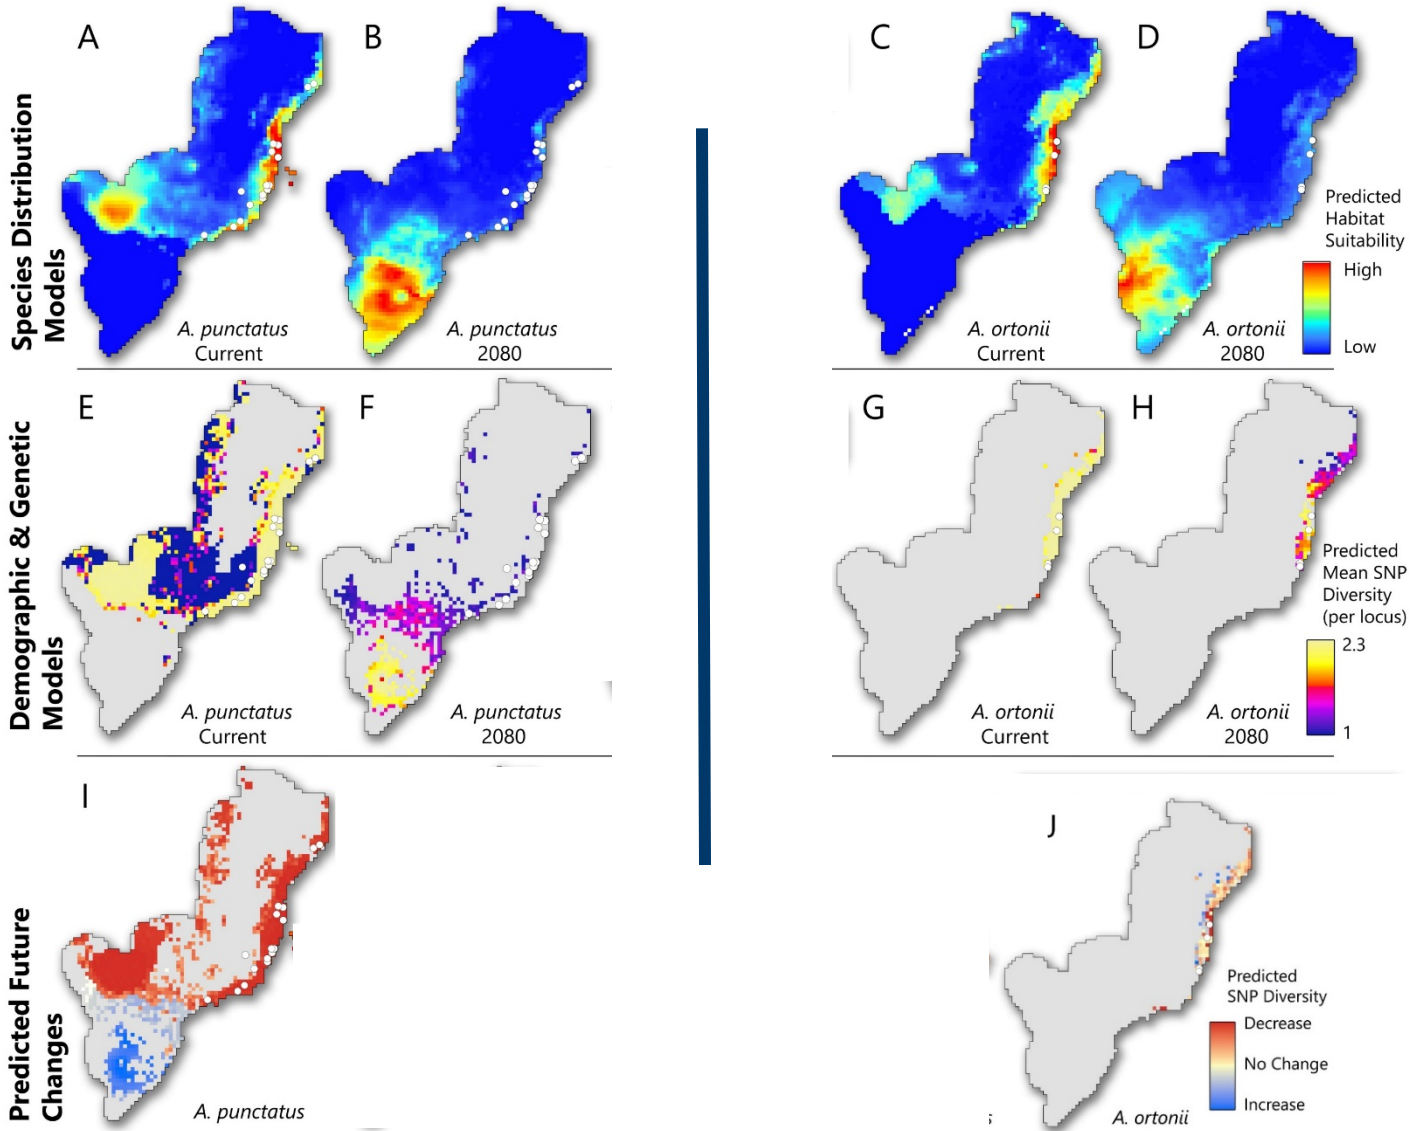 A
B
C
D
Species Distribution
Models
A. punctatus
Current
A. punctatus
2080
A. ortonii
Current
A. ortonii
2080
Predicted
Habitat
Suitability
High
Low
E
F
G
H
Demographic & Genetic
Models
A. punctatus
Current
A. punctatus
2080
A. ortonii
Current
A. ortonii
2080
Predicted
Mean SNP
Diversity
(per locus)
2.3
1
I
J
Predicted Future
Changes
A. punctatus
s
A. ortonii
Predicted
SNP Diversity
Decrease
No Change
Increase